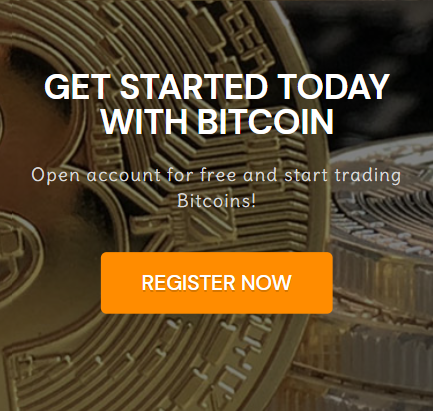 GET STARTED TODAY
WITH BITCOIN
Open account for free and start trading
Bitcoins!
REGISTER NOW